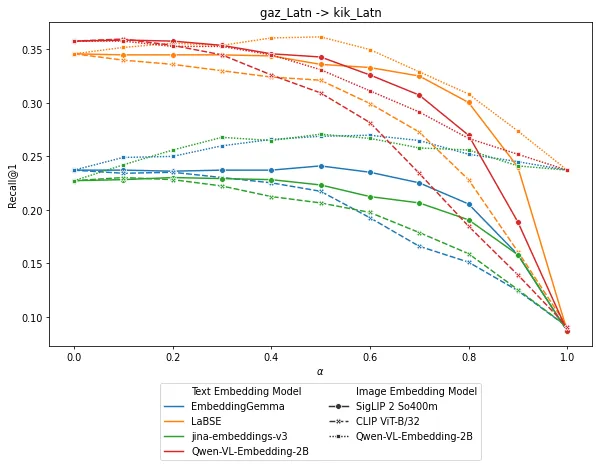 gaz_Latn -> kik_Latn
Recall@1
0.35
0.30
0.25
0.20
0.15
0.10
0.0 0.2 0.4 0.6 0.8 1.0
α
Text Embedding Model
EmbeddingGemma
LaBSE
jina-embeddings-v3
Qwen-VL-Embedding-2B
Image Embedding Model
SigLIP 2 So400m
CLIP ViT-B/32
Qwen-VL-Embedding-2B